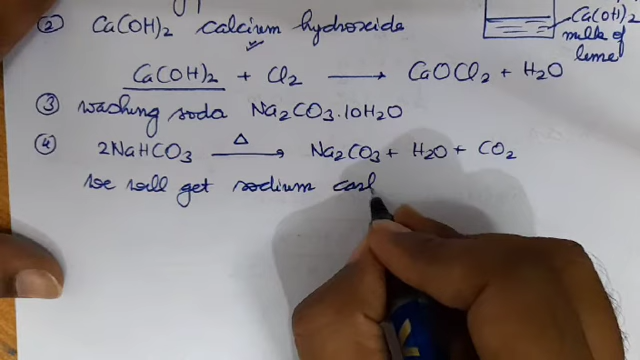 ② Ca(OH)₂ calcium hydroxide
Ca(OH)₂
milk of
lime
Ca(OH)₂ + Cl₂ → CaOCl₂ + H₂O
③ washing soda Na₂CO₃.10H₂O
④ 2NaHCO₃ Δ→ Na₂CO₃ + H₂O + CO₂
we will get sodium carb